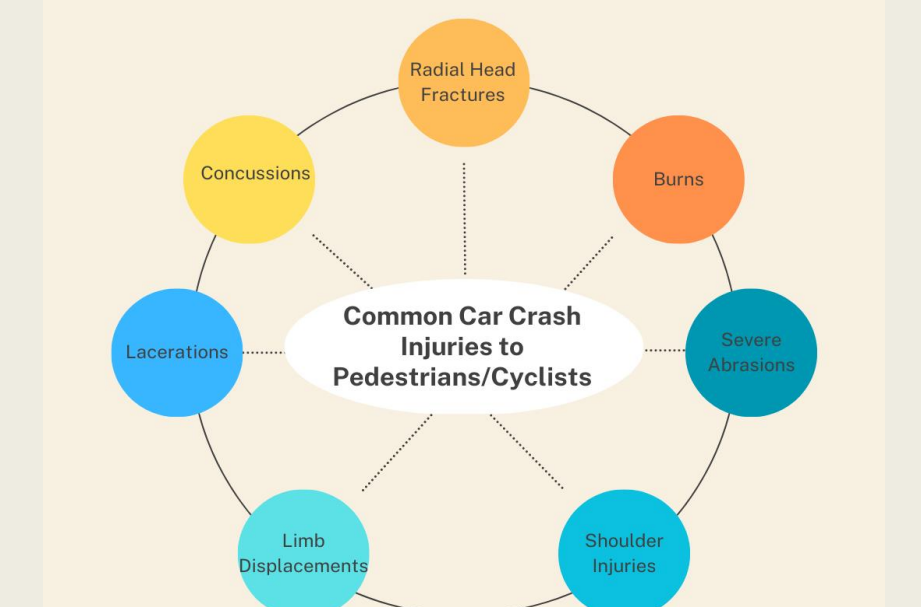 Radial Head
Fractures
Concussions
Burns
Common Car Crash
Injuries to
Pedestrians/Cyclists
Lacerations
Severe
Abrasions
Limb
Displacements
Shoulder
Injuries